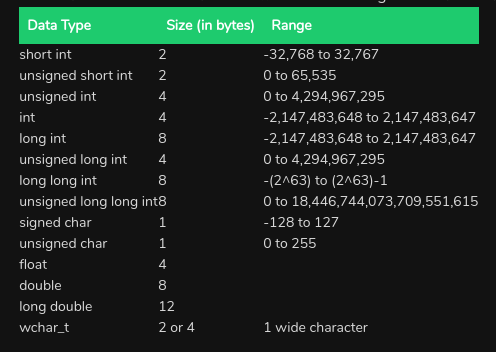 Data Type Size (in bytes) Range
short int 2 -32,768 to 32,767
unsigned short int 2 0 to 65,535
unsigned int 4 0 to 4,294,967,295
int 4 -2,147,483,648 to 2,147,483,647
long int 8 -2,147,483,648 to 2,147,483,647
unsigned long int 4 0 to 4,294,967,295
long long int 8 -(2^63) to (2^63)-1
unsigned long long int 8 0 to 18,446,744,073,709,551,615
signed char 1 -128 to 127
unsigned char 1 0 to 255
float 4
double 8
long double 12
wchar_t 2 or 4 1 wide character